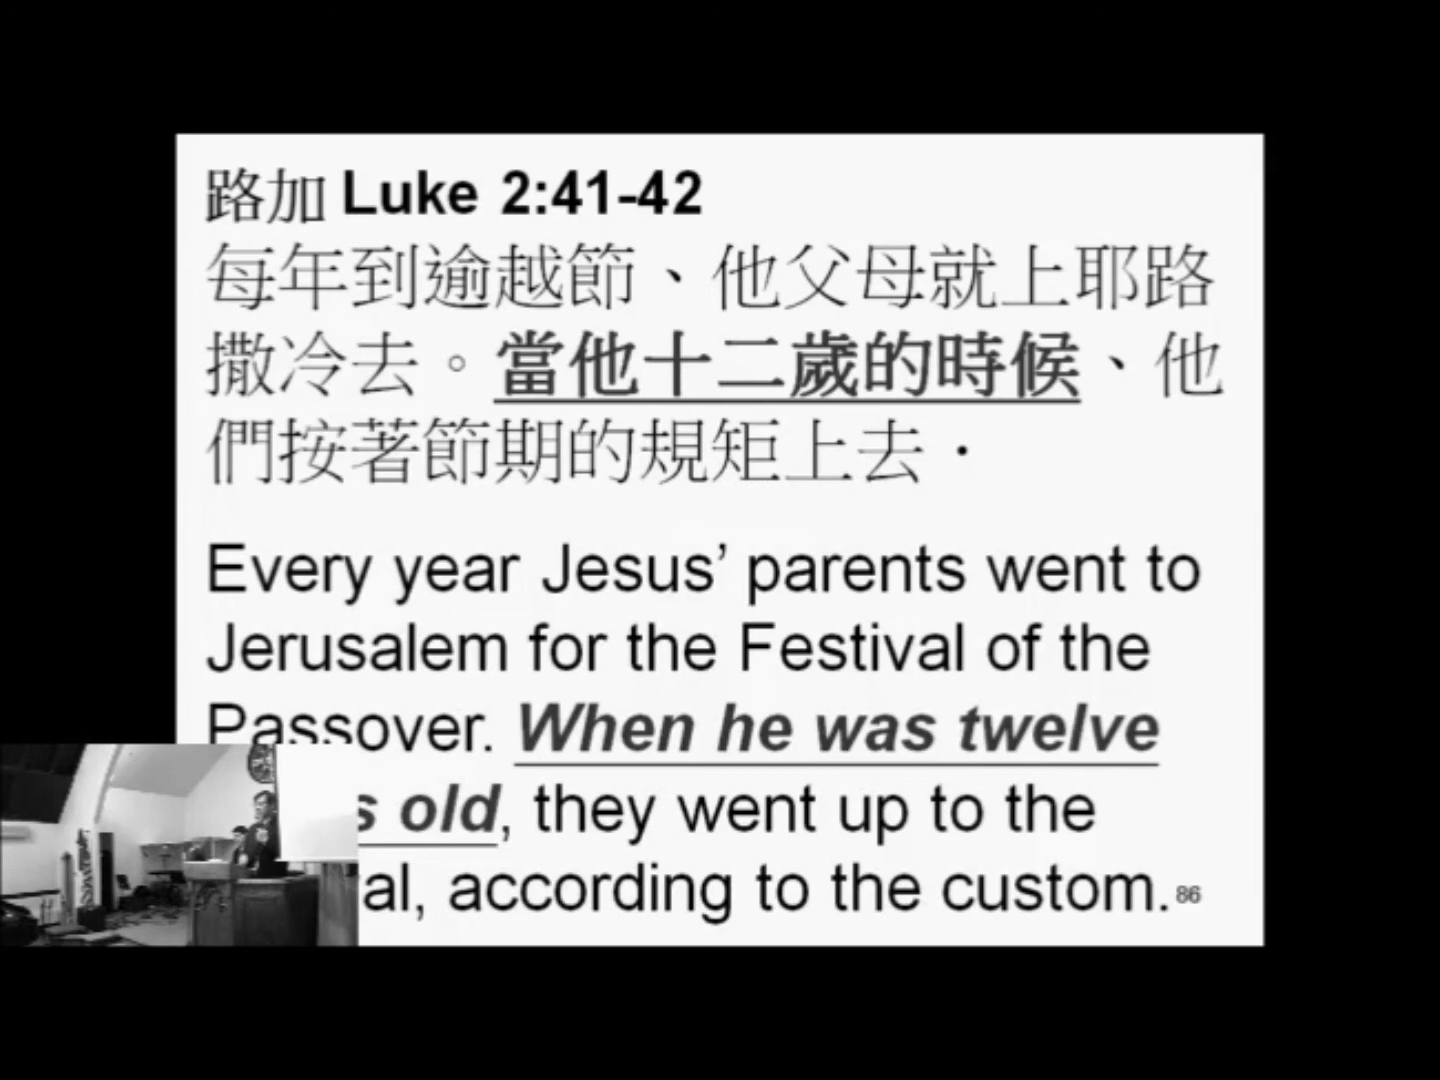 路加 Luke 2:41-42
每年到逾越節、他父母就上耶路
撒冷去。當他十二歲的時候、他
們按著節期的規矩上去．
Every year Jesus’ parents went to
Jerusalem for the Festival of the
Passover. When he was twelve
old, they went up to the
according to the custom. 86